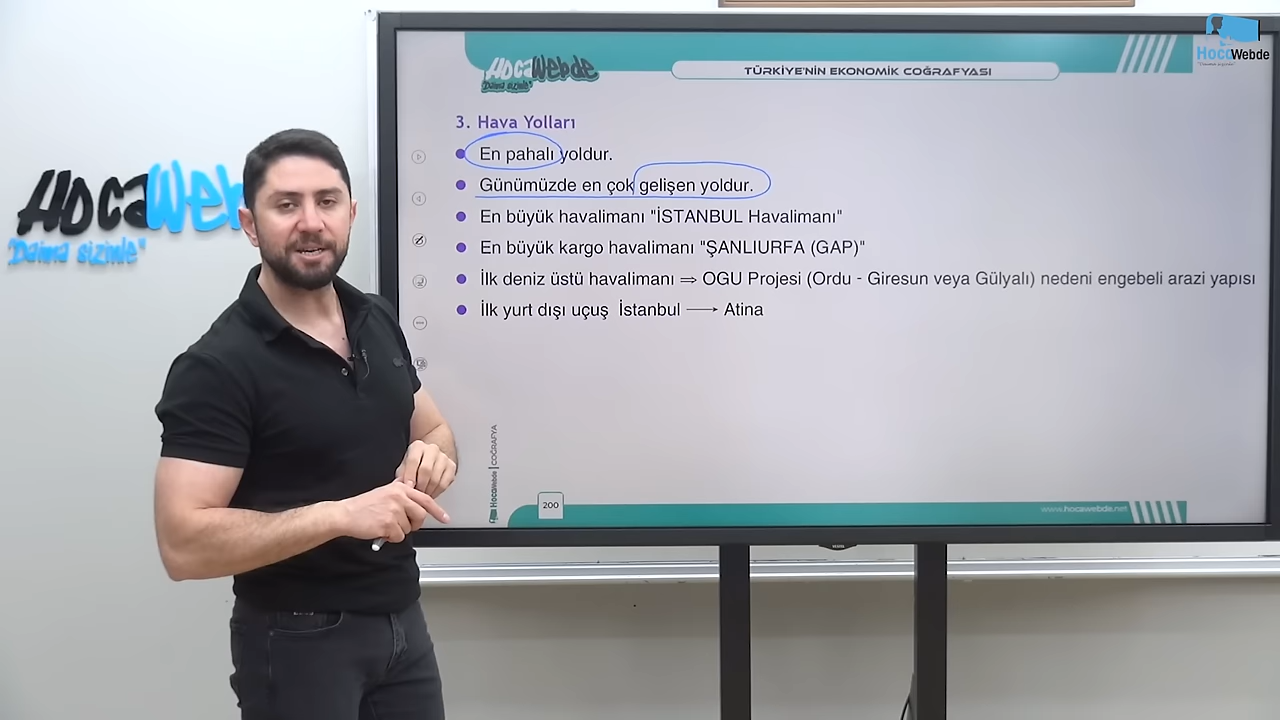 HocaWebde
"Daima sizinle"
TÜRKİYE'NİN EKONOMİK COĞRAFYASI
HocaWebde
"Daima sizinle"
3. Hava Yolları
En pahalı yoldur.
Günümüzde en çok gelişen yoldur.
En büyük havalimanı "İSTANBUL Havalimanı"
En büyük kargo havalimanı "ŞANLIURFA (GAP)"
İlk deniz üstü havalimanı ⇒ OGU Projesi (Ordu - Giresun veya Gülyalı) nedeni engebeli arazi yapısı
İlk yurt dışı uçuş İstanbul → Atina
HocaWeb
"Daima sizinle"
HocaWebde | COĞRAFYA
200
www.hocawebde.net